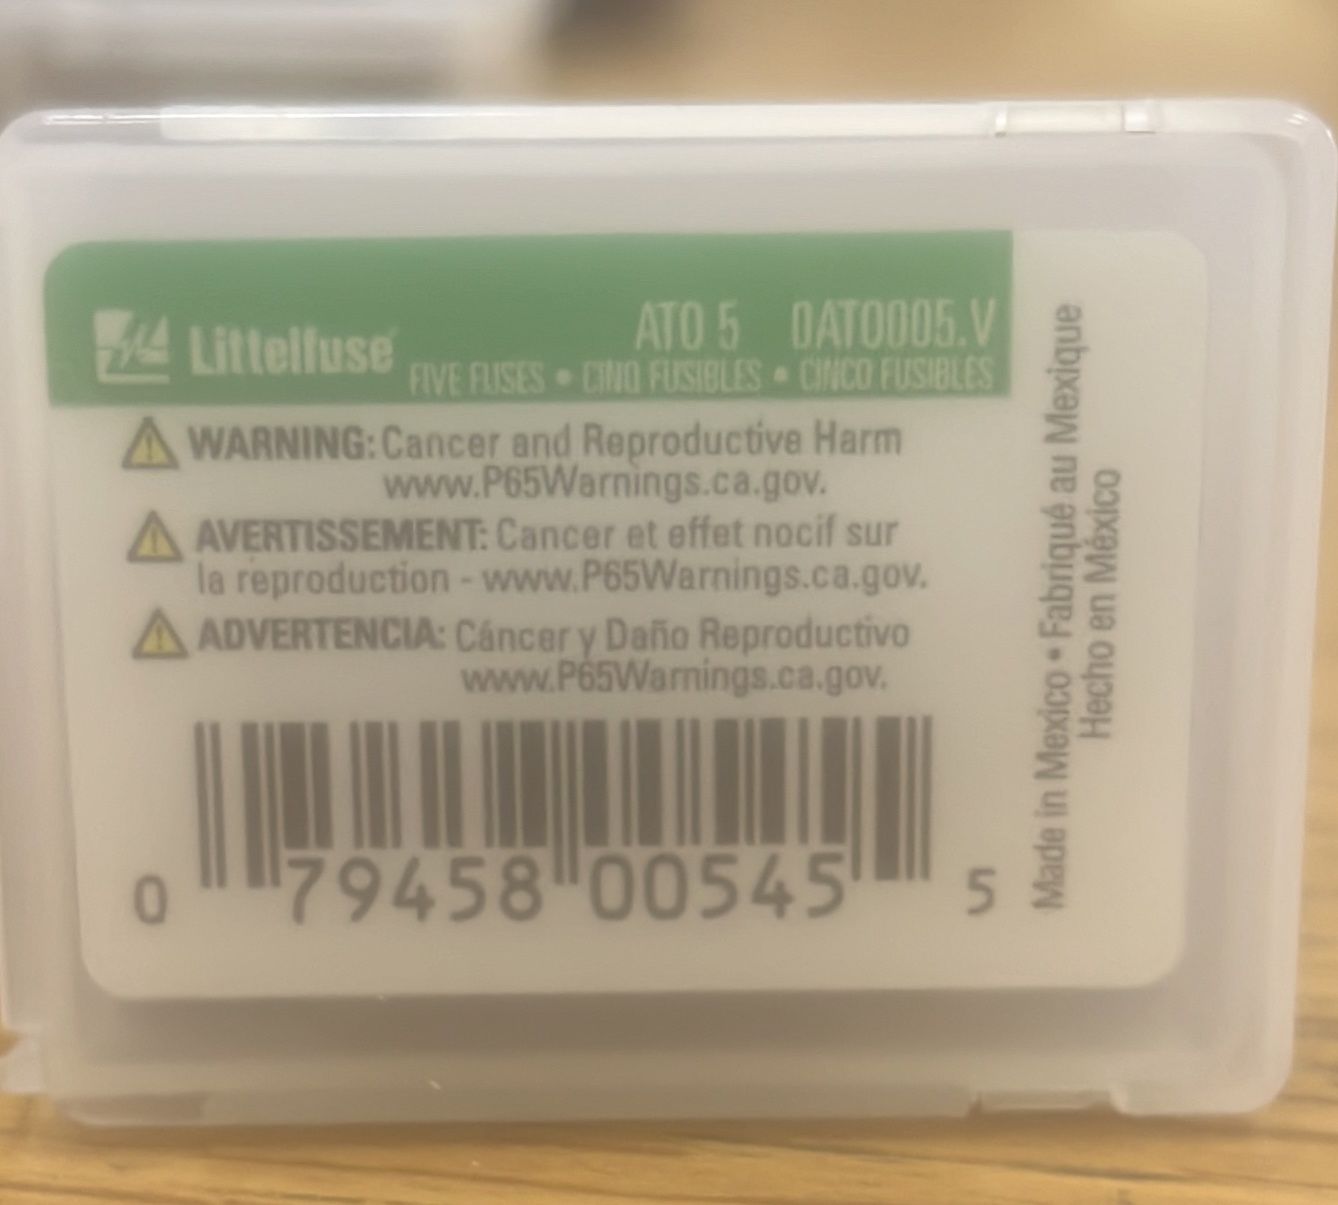 Littelfuse
ATO 5 0ATO005.V
FIVE FUSES • CINQ FUSIBLES • CINCO FUSIBLES
WARNING: Cancer and Reproductive Harm
www.P65Warnings.ca.gov.
AVERTISSEMENT: Cancer et effet nocif sur
la reproduction - www.P65Warnings.ca.gov.
ADVERTENCIA: Cáncer y Daño Reproductivo
www.P65Warnings.ca.gov.
0 79458 00545 5
Made in Mexico • Fabriqué au Mexique
Hecho en México